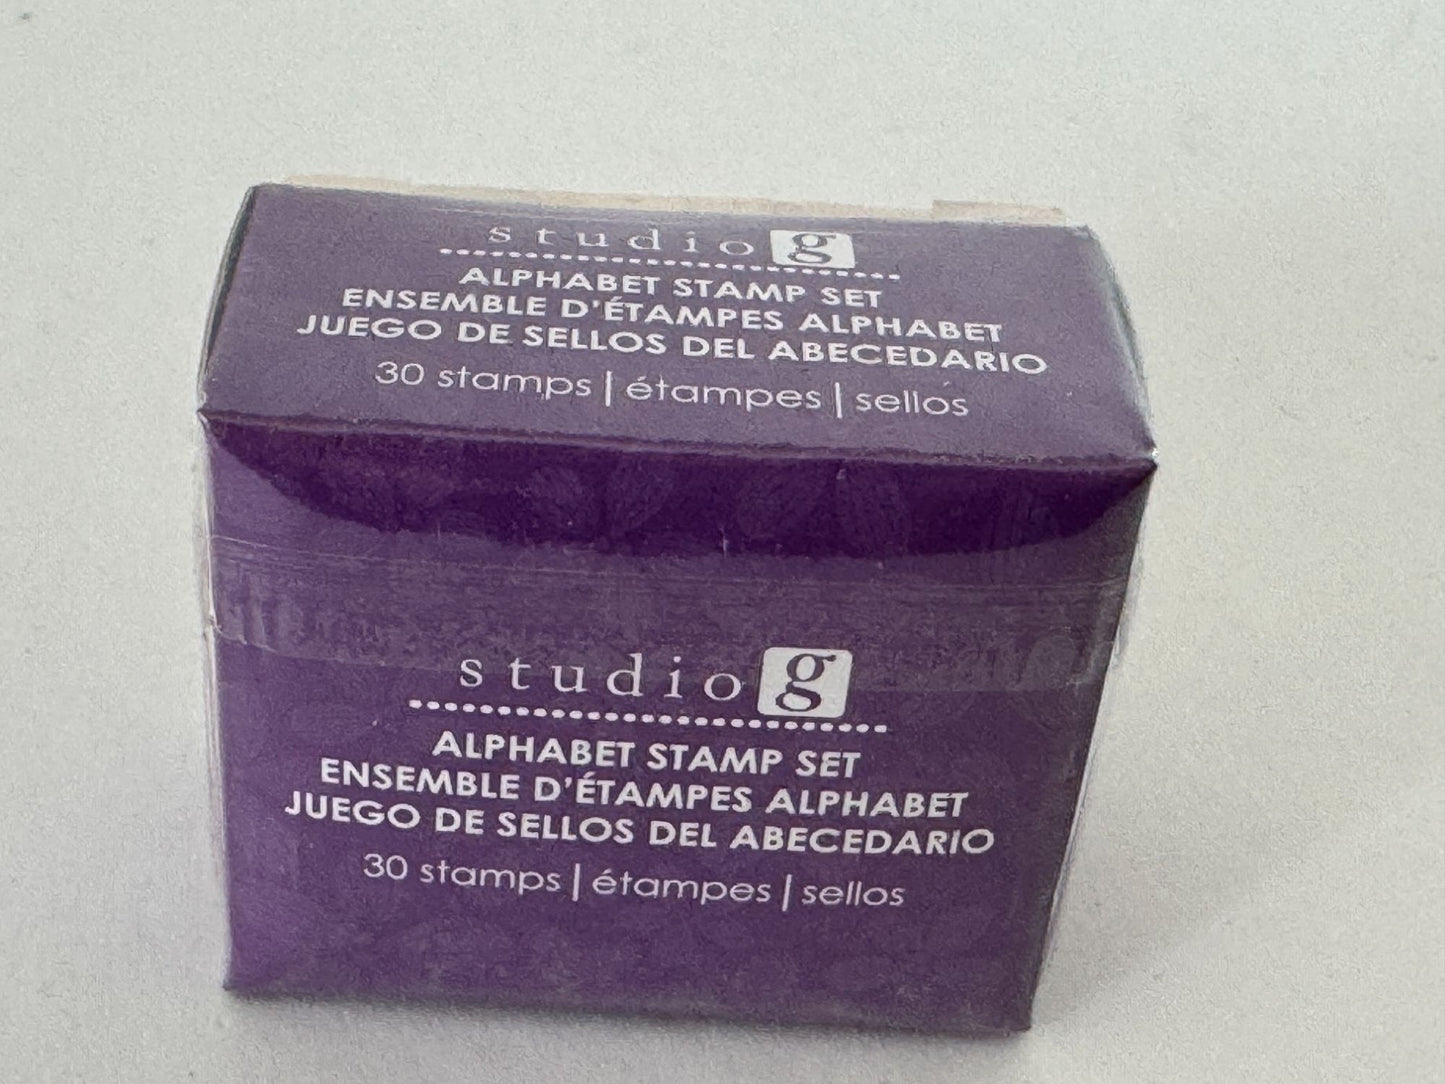 studio g
ALPHABET STAMP SET
ENSEMBLE D'ÉTAMPES ALPHABET
JUEGO DE SELLOS DEL ABECEDARIO
30 stamps | étampes | sellos
studio g
ALPHABET STAMP SET
ENSEMBLE D'ÉTAMPES ALPHABET
JUEGO DE SELLOS DEL ABECEDARIO
30 stamps | étampes | sellos